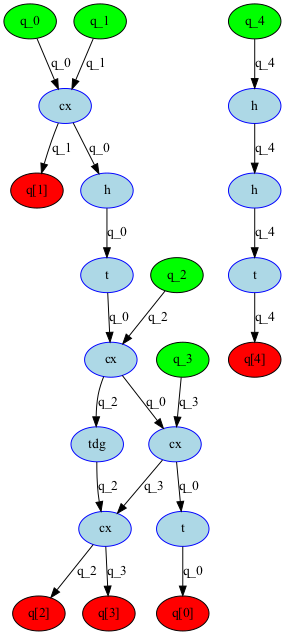 q_0 q_1 q_4
q_0 q_1 q_4
cx h
q_1 q_0 q_4
q[1] h h
q_0 q_4
t q_2 t
q_0 q_2 q_4
cx q_3 q[4]
q_2 q_0 q_3
tdg cx
q_2 q_3 q_0
cx t
q_2 q_3 q_0
q[2] q[3] q[0]